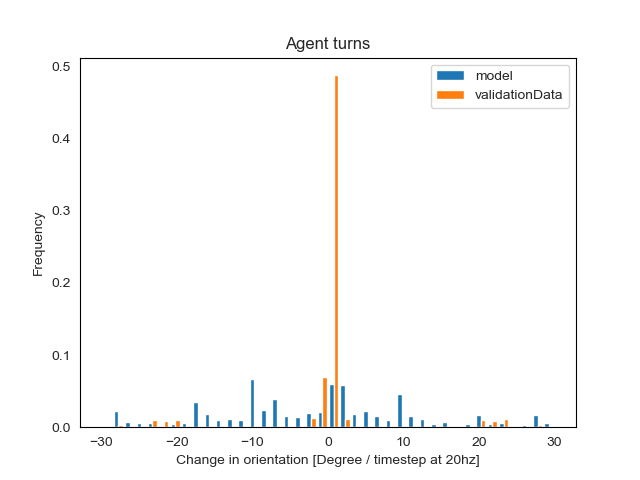 Agent turns
model
validationData
Frequency
0.5
0.4
0.3
0.2
0.1
0.0
−30 −20 −10 0 10 20 30
Change in orientation [Degree / timestep at 20hz]